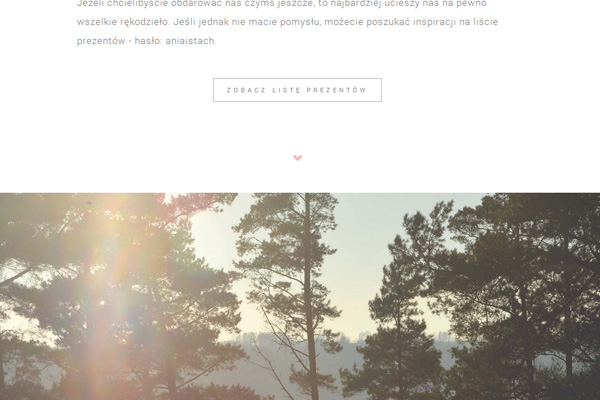 Jeżeli chcielibyście obdarować nas czymś jeszcze, to najbardziej ucieszy nas na pewno
wszelkie rękodzieło. Jeśli jednak nie macie pomysłu, możecie poszukać inspiracji na liście
prezentów - hasło: aniaistach.
ZOBACZ LISTĘ PREZENTÓW